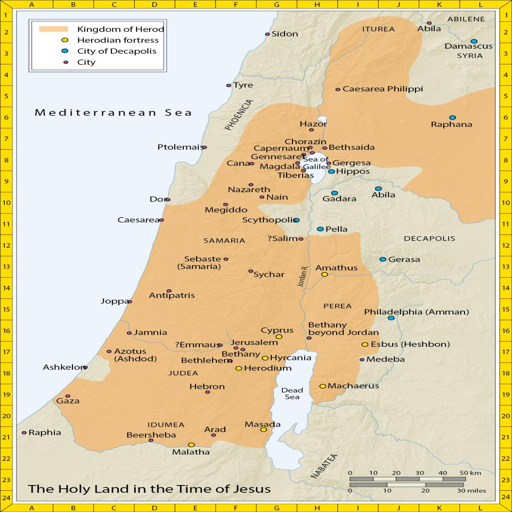 A B C D E F G H I J K L
1
2
3
4
5
6
7
8
9
10
11
12
13
14
15
16
17
18
19
20
21
22
23
24
Kingdom of Herod
Herodian fortress
City of Decapolis
City
ABILENE
ITUREA
Abila
Sidon
Damascus
SYRIA
Tyre
Caesarea Philippi
Mediterranean Sea
PHOENICIA
Raphana
Hazor
Ptolemais
Chorazin
Capernaum
Bethsaida
Gennesaret
Sea of
Galilee
Cana
Magdala
Gergesa
Tiberias
Hippos
Nazareth
Nain
Gadara
Abila
Dor
Megiddo
Caesarea
Scythopolis
Pella
SAMARIA
?Salim
DECAPOLIS
Sebaste
(Samaria)
Gerasa
Sychar
Amathus
Jordan R.
Joppa
Antipatris
PEREA
Philadelphia (Amman)
Jamnia
Cyprus
Bethany
beyond Jordan
?Emmaus
Jerusalem
Esbus (Heshbon)
Azotus
(Ashdod)
Bethany
Hyrcania
Medeba
Bethlehem
Ashkelon
Herodium
JUDEA
Hebron
Dead
Sea
Machaerus
Gaza
IDUMEA
Masada
Raphia
Beersheba
Arad
Malatha
NABATEA
The Holy Land in the Time of Jesus
0 10 20 30 40 50 km
0 10 20 30 miles
A B C D E F G H I J K L